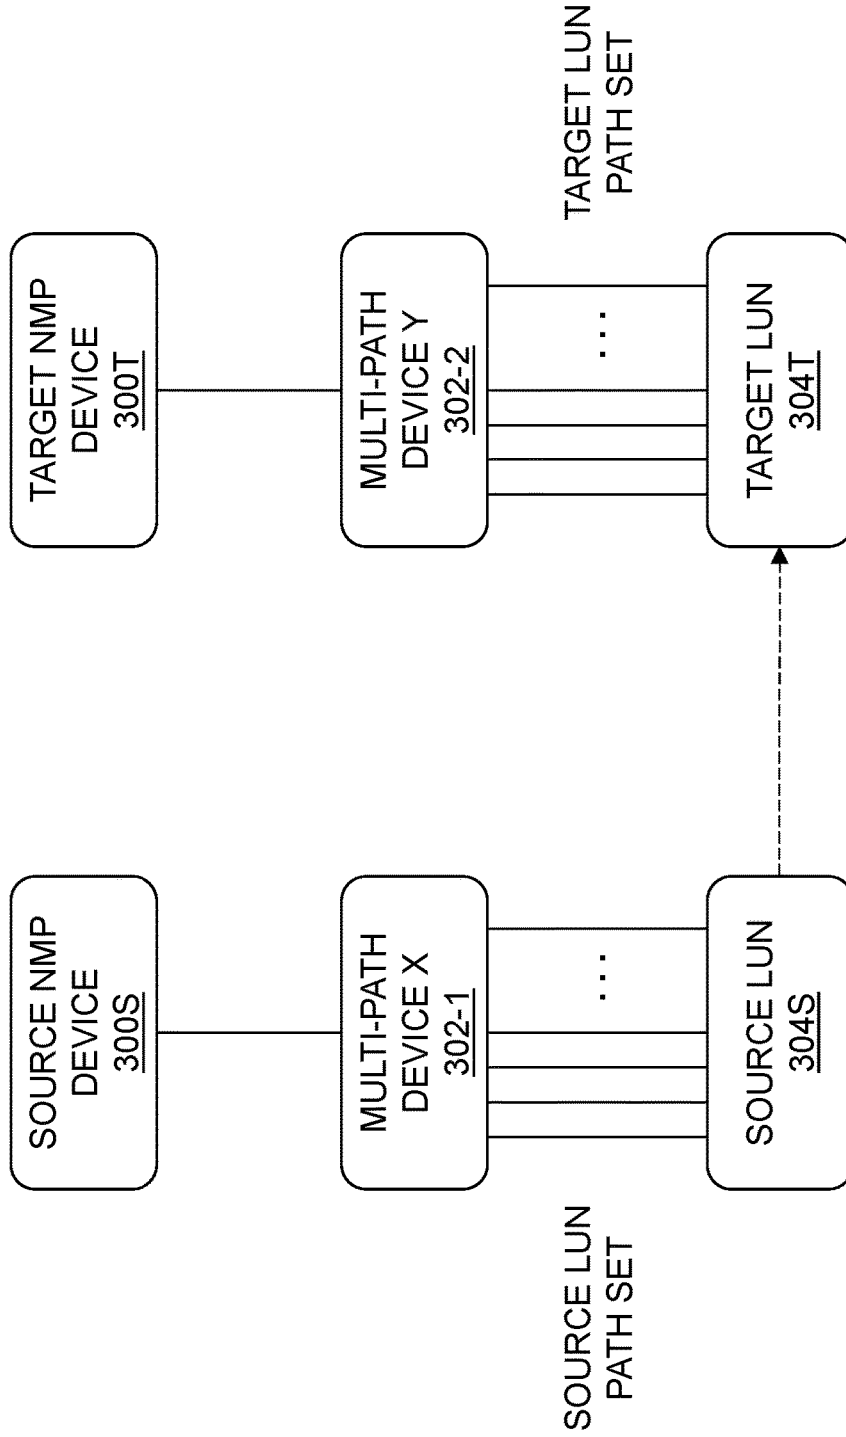 SOURCE NMP
DEVICE
300S
TARGET NMP
DEVICE
300T
MULTI-PATH
DEVICE X
302-1
MULTI-PATH
DEVICE Y
302-2
SOURCE LUN
PATH SET
...
...
TARGET LUN
PATH SET
SOURCE LUN
304S
TARGET LUN
304T